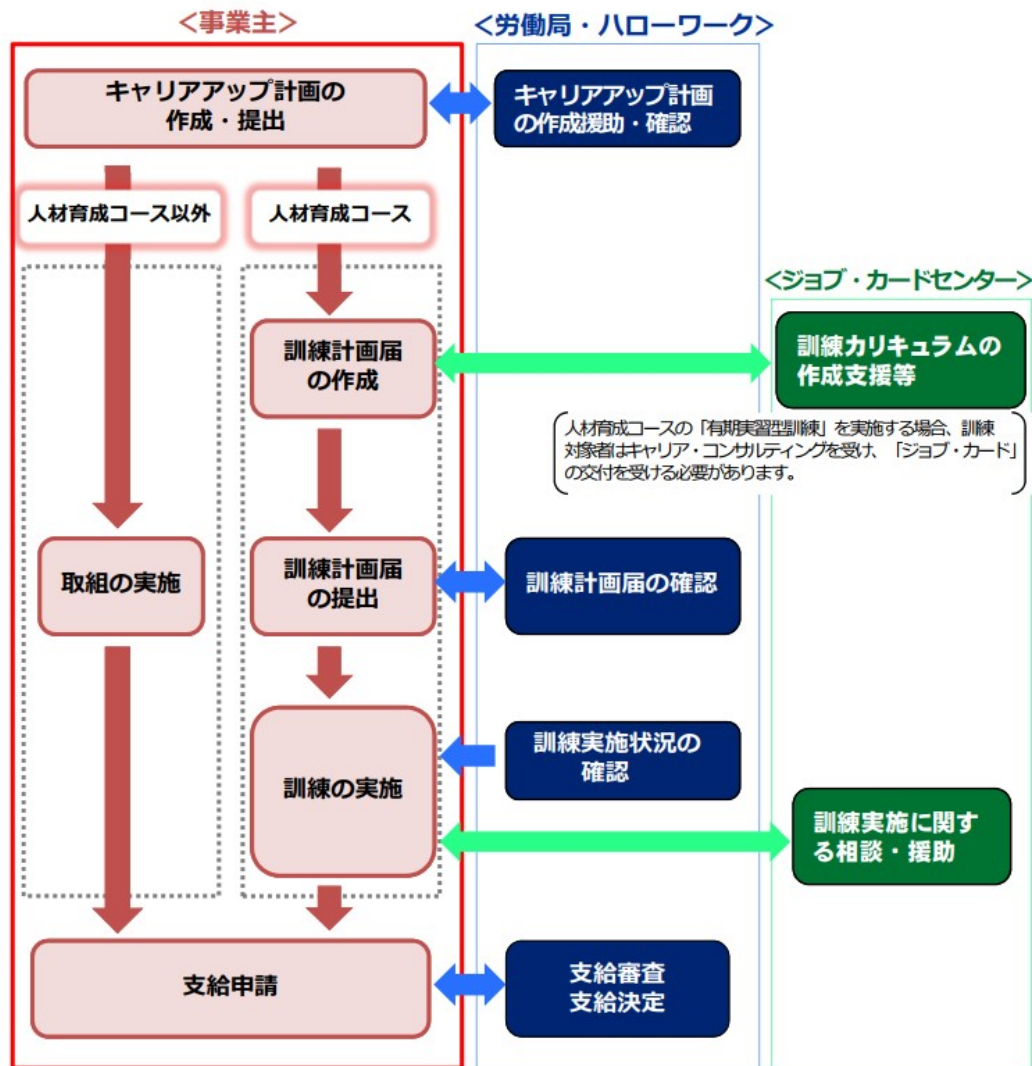 ＜事業主＞
＜労働局・ハローワーク＞
キャリアアップ計画の
作成・提出
キャリアアップ計画
の作成援助・確認
人材育成コース以外
人材育成コース
＜ジョブ・カードセンター＞
訓練計画届
の作成
訓練カリキュラムの
作成支援等
人材育成コースの「有期実習型訓練」を実施する場合、訓練
対象者はキャリア・コンサルティングを受け、「ジョブ・カード」
の交付を受ける必要があります。
取組の実施
訓練計画届
の提出
訓練計画届の確認
訓練の実施
訓練実施状況の
確認
訓練実施に関す
る相談・援助
支給申請
支給審査
支給決定